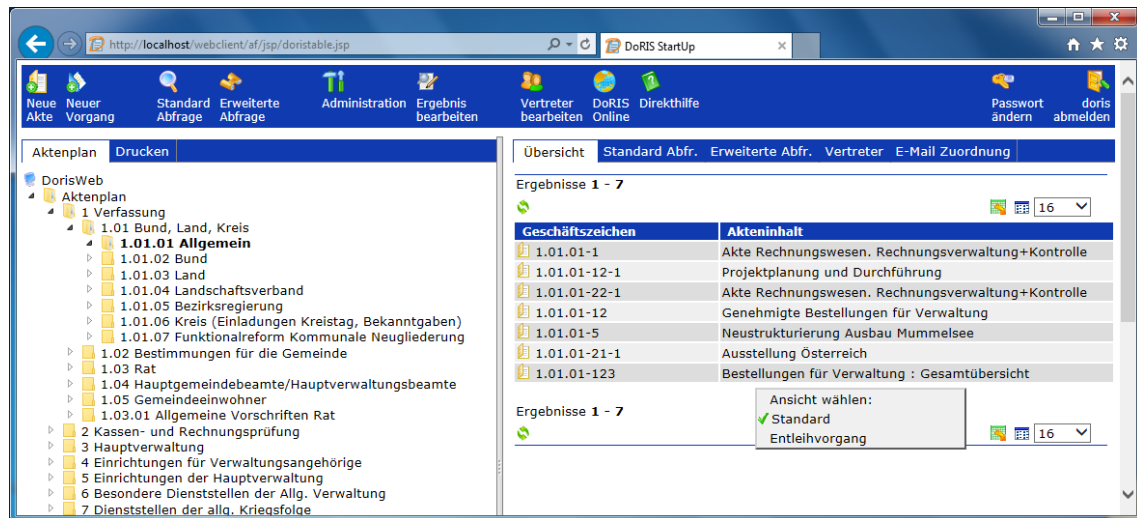 http://localhost/webclient/af/jsp/doristable.jsp
DoRIS StartUp
Neue Akte
Neuer Vorgang
Standard Abfrage
Erweiterte Abfrage
Administration
Ergebnis bearbeiten
Vertreter bearbeiten
DoRIS Online
Direkthilfe
Passwort ändern
doris abmelden
Aktenplan Drucken
DorisWeb
Aktenplan
1 Verfassung
1.01 Bund, Land, Kreis
1.01.01 Allgemein
1.01.02 Bund
1.01.03 Land
1.01.04 Landschaftsverband
1.01.05 Bezirksregierung
1.01.06 Kreis (Einladungen Kreistag, Bekanntgaben)
1.01.07 Funktionalreform Kommunale Neugliederung
1.02 Bestimmungen für die Gemeinde
1.03 Rat
1.04 Hauptgemeindebeamte/Hauptverwaltungsbeamte
1.05 Gemeindeeinwohner
1.03.01 Allgemeine Vorschriften Rat
2 Kassen- und Rechnungsprüfung
3 Hauptverwaltung
4 Einrichtungen für Verwaltungsangehörige
5 Einrichtungen der Hauptverwaltung
6 Besondere Dienststellen der Allg. Verwaltung
7 Dienststellen der allg. Kriegsfolge
Übersicht Standard Abfr. Erweiterte Abfr. Vertreter E-Mail Zuordnung
Ergebnisse 1 - 7
16
Geschäftszeichen Akteninhalt
1.01.01-1 Akte Rechnungswesen. Rechnungsverwaltung+Kontrolle
1.01.01-12-1 Projektplanung und Durchführung
1.01.01-22-1 Akte Rechnungswesen. Rechnungsverwaltung+Kontrolle
1.01.01-12 Genehmigte Bestellungen für Verwaltung
1.01.01-5 Neustrukturierung Ausbau Mummelsee
1.01.01-21-1 Ausstellung Österreich
1.01.01-123 Bestellungen für Verwaltung : Gesamtübersicht
Ergebnisse 1 - 7
16
Ansicht wählen:
Standard
Entleihvorgang